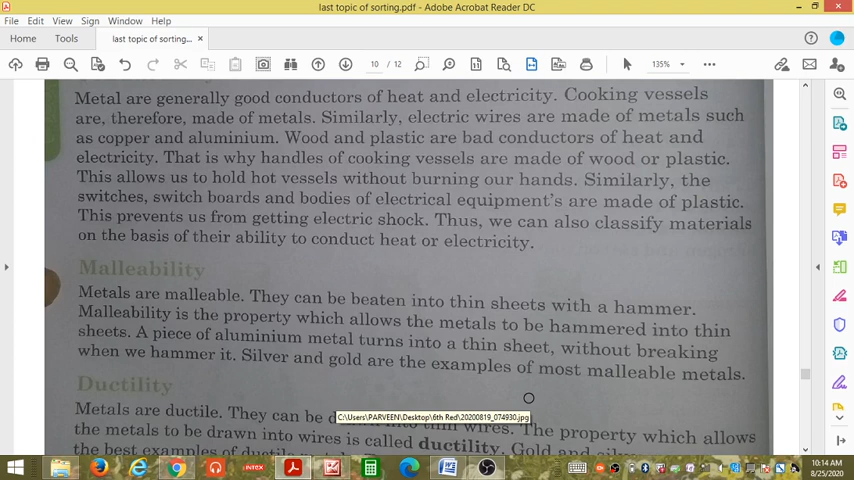 last topic of sorting.pdf - Adobe Acrobat Reader DC
File Edit View Sign Window Help
Home Tools last topic of sorting... ×
10 / 12 135%
Metal are generally good conductors of heat and electricity. Cooking vessels
are, therefore, made of metals. Similarly, electric wires are made of metals such
as copper and aluminium. Wood and plastic are bad conductors of heat and
electricity. That is why handles of cooking vessels are made of wood or plastic.
This allows us to hold hot vessels without burning our hands. Similarly, the
switches, switch boards and bodies of electrical equipment's are made of plastic.
This prevents us from getting electric shock. Thus, we can also classify materials
on the basis of their ability to conduct heat or electricity.
Malleability
Metals are malleable. They can be beaten into thin sheets with a hammer.
Malleability is the property which allows the metals to be hammered into thin
sheets. A piece of aluminium metal turns into a thin sheet, without breaking
when we hammer it. Silver and gold are the examples of most malleable metals.
Ductility
Metals are ductile. They can be into thin wires. The property which allows
C:\Users\PARVEEN\Desktop\6th Red\20200819_074930.jpg
the metals to be drawn into wires is called ductility. Gold and
the best examples of ductile
INTEX
10:14 AM
8/25/2020